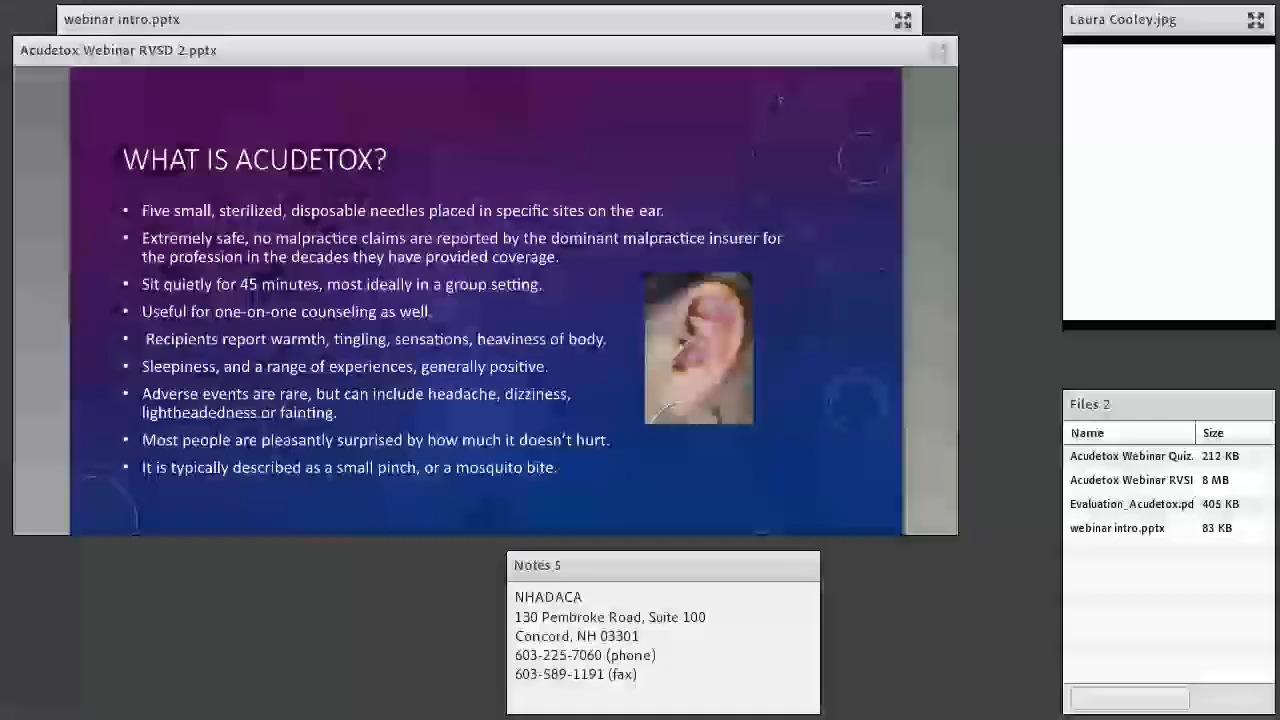 webinar intro.pptx
Acudetox Webinar RVSD 2.pptx
WHAT IS ACUDETOX?
• Five small, sterilized, disposable needles placed in specific sites on the ear.
• Extremely safe, no malpractice claims are reported by the dominant malpractice insurer for
the profession in the decades they have provided coverage.
• Sit quietly for 45 minutes, most ideally in a group setting.
• Useful for one-on-one counseling as well.
• Recipients report warmth, tingling, sensations, heaviness of body.
• Sleepiness, and a range of experiences, generally positive.
• Adverse events are rare, but can include headache, dizziness,
lightheadedness or fainting.
• Most people are pleasantly surprised by how much it doesn't hurt.
• It is typically described as a small pinch, or a mosquito bite.
Notes 5
NHADACA
130 Pembroke Road, Suite 100
Concord, NH 03301
603-225-7060 (phone)
603-589-1191 (fax)
Laura Cooley.jpg
Files 2
Name Size
Acudetox Webinar Quiz. 212 KB
Acudetox Webinar RVSI 8 MB
Evaluation_Acudetox.pd 405 KB
webinar intro.pptx 83 KB